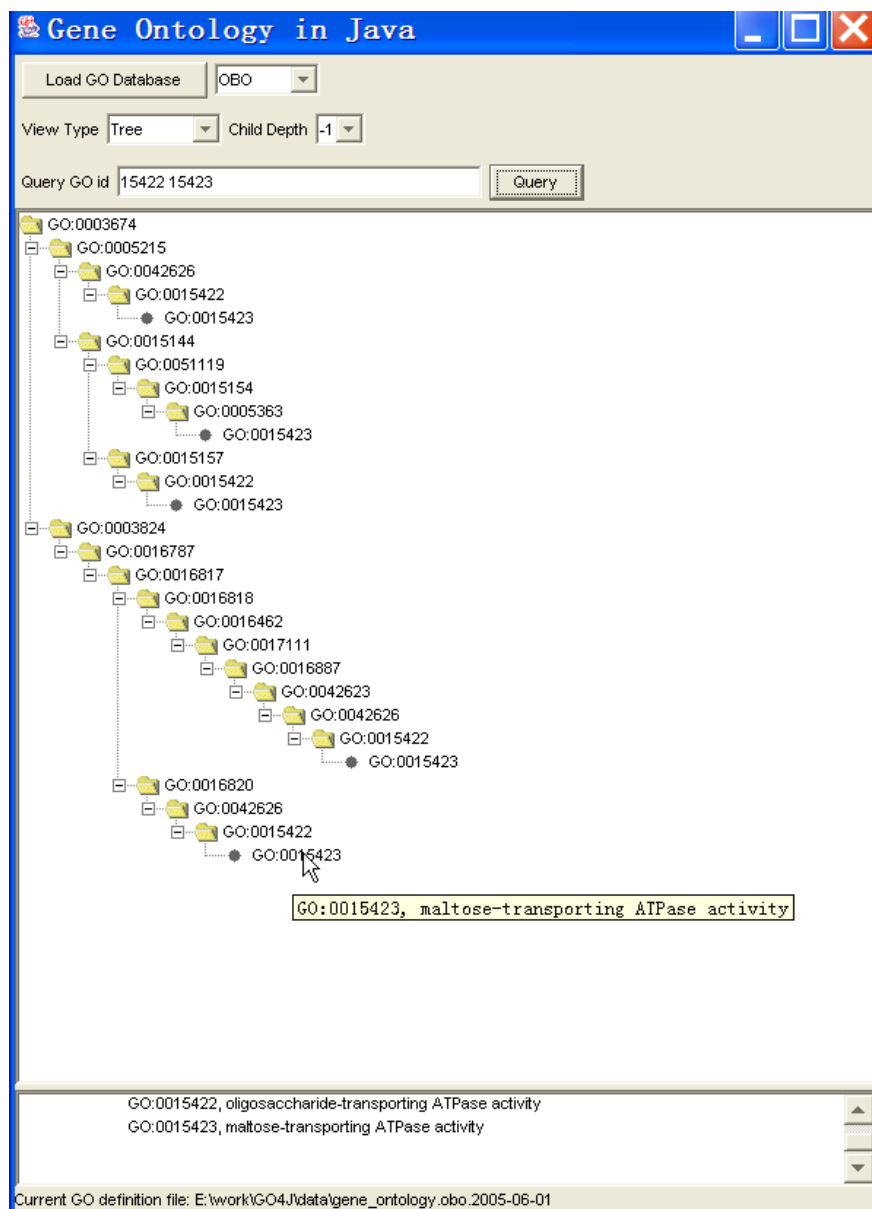 Gene Ontology in Java
Load GO Database OBO
View Type Tree Child Depth -1
Query GO id 15422 15423 Query
GO:0003674
GO:0005215
GO:0042626
GO:0015422
GO:0015423
GO:0015144
GO:0051119
GO:0015154
GO:0005363
GO:0015423
GO:0015157
GO:0015422
GO:0015423
GO:0003824
GO:0016787
GO:0016817
GO:0016818
GO:0016462
GO:0017111
GO:0016887
GO:0042623
GO:0042626
GO:0015422
GO:0015423
GO:0016820
GO:0042626
GO:0015422
GO:0015423
GO:0015423, maltose-transporting ATPase activity
GO:0015422, oligosaccharide-transporting ATPase activity
GO:0015423, maltose-transporting ATPase activity
Current GO definition file: E:\work\GO4J\data\gene_ontology.obo.2005-06-01